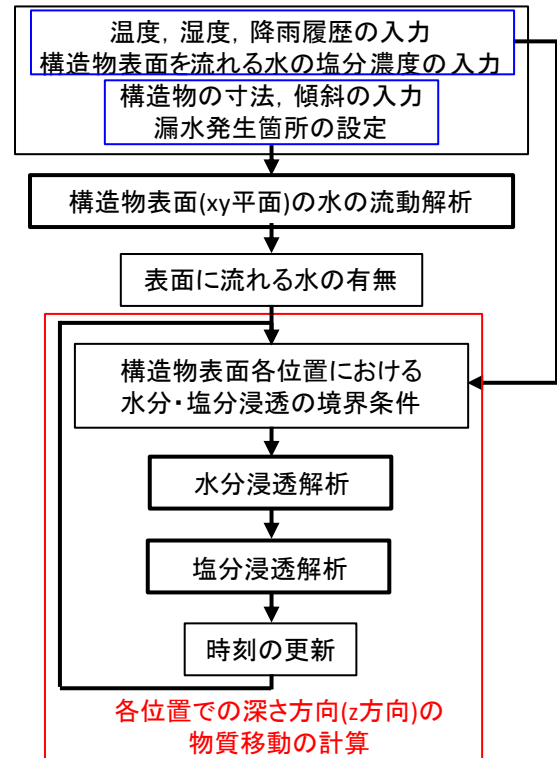 温度, 湿度, 降雨履歴の入力
構造物表面を流れる水の塩分濃度の入力
構造物の寸法, 傾斜の入力
漏水発生箇所の設定
構造物表面(xy平面)の水の流動解析
表面に流れる水の有無
構造物表面各位置における
水分・塩分浸透の境界条件
水分浸透解析
塩分浸透解析
時刻の更新
各位置での深さ方向(z方向)の
物質移動の計算